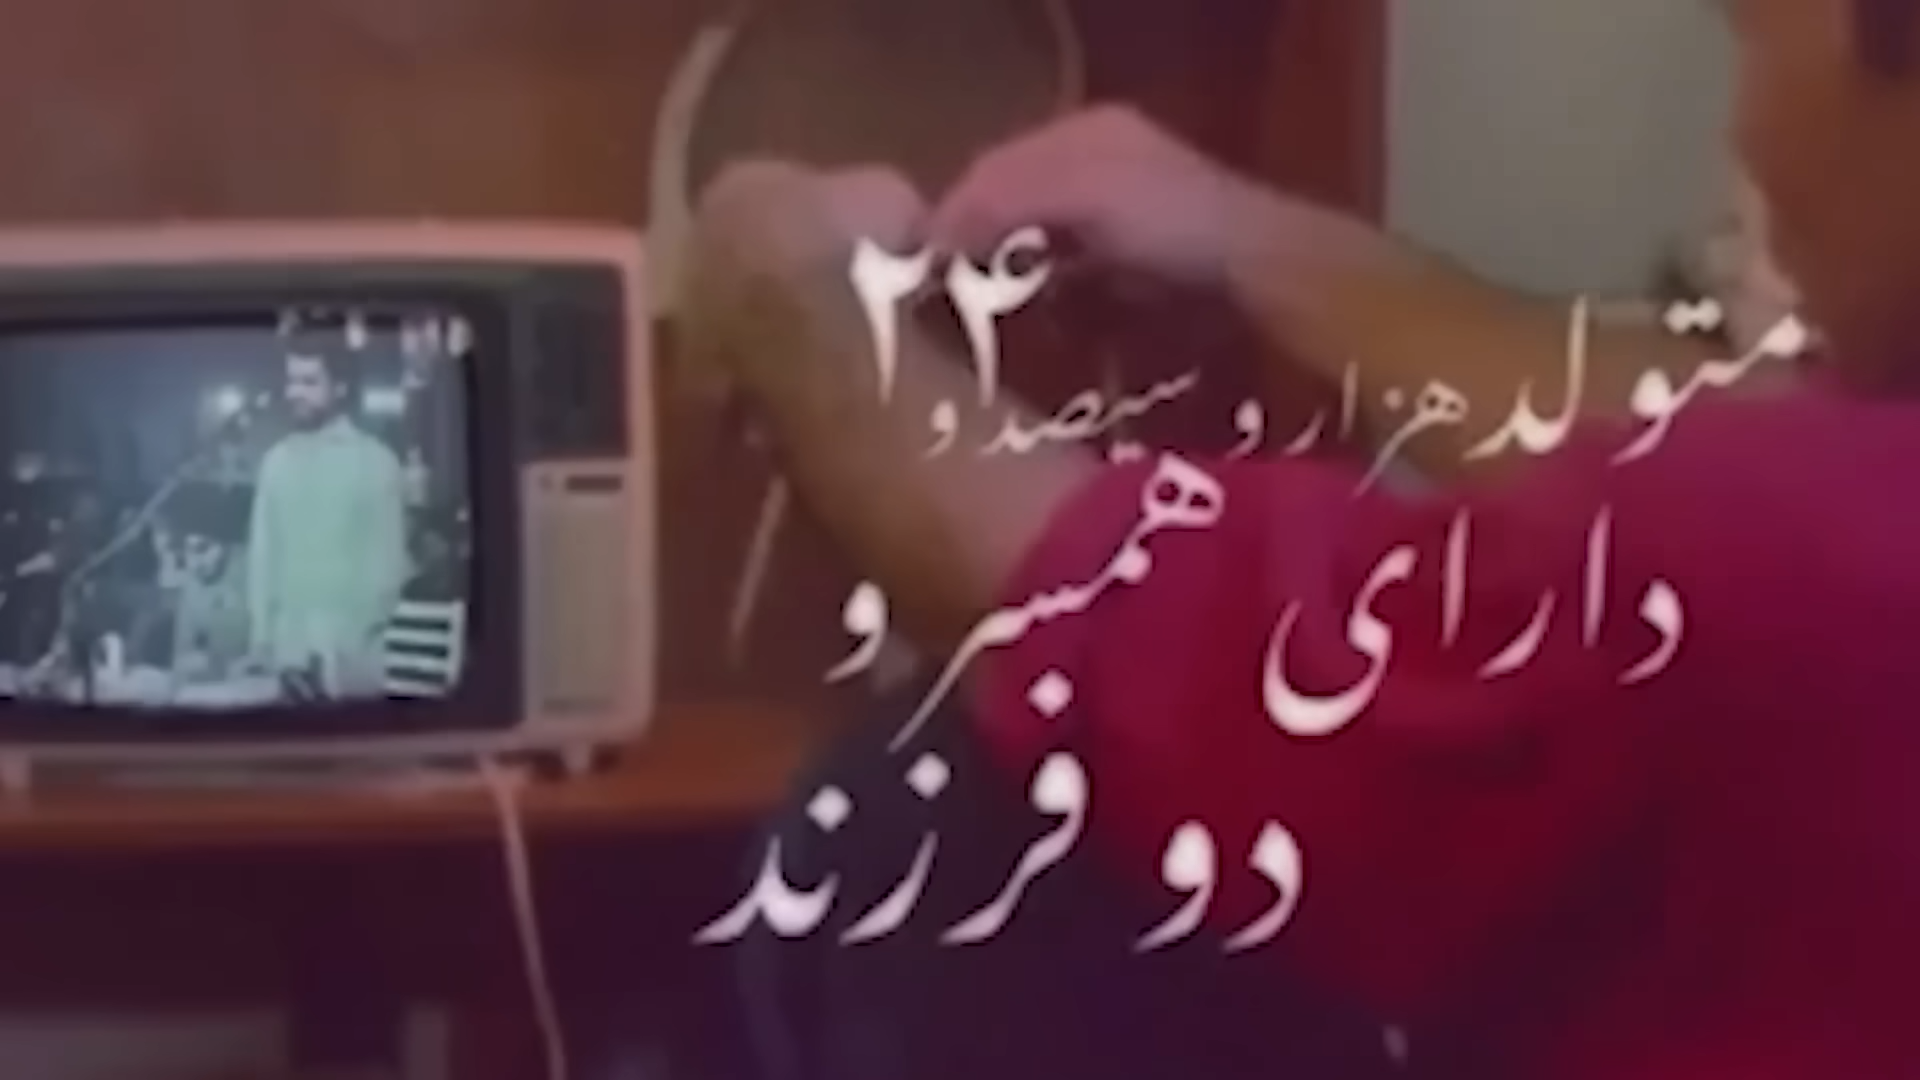 متولد هزار و سیصد و ۲۴
دارای همسر و
دو فرزند